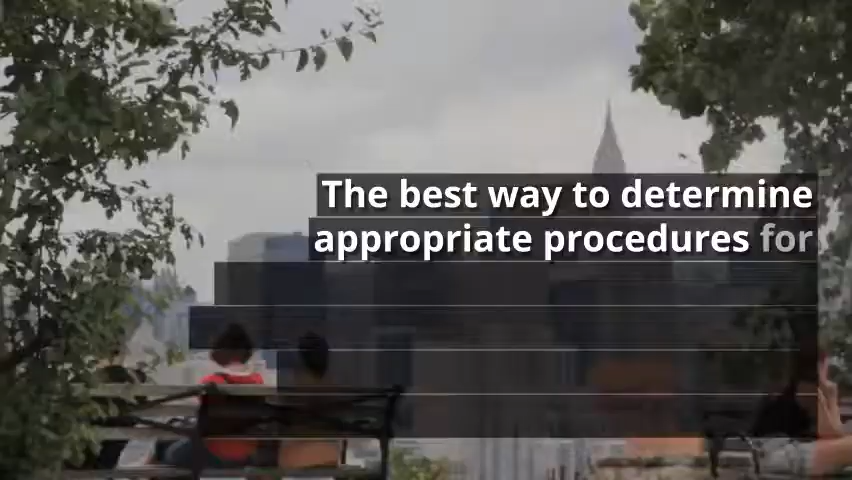 The best way to determine
appropriate procedures for